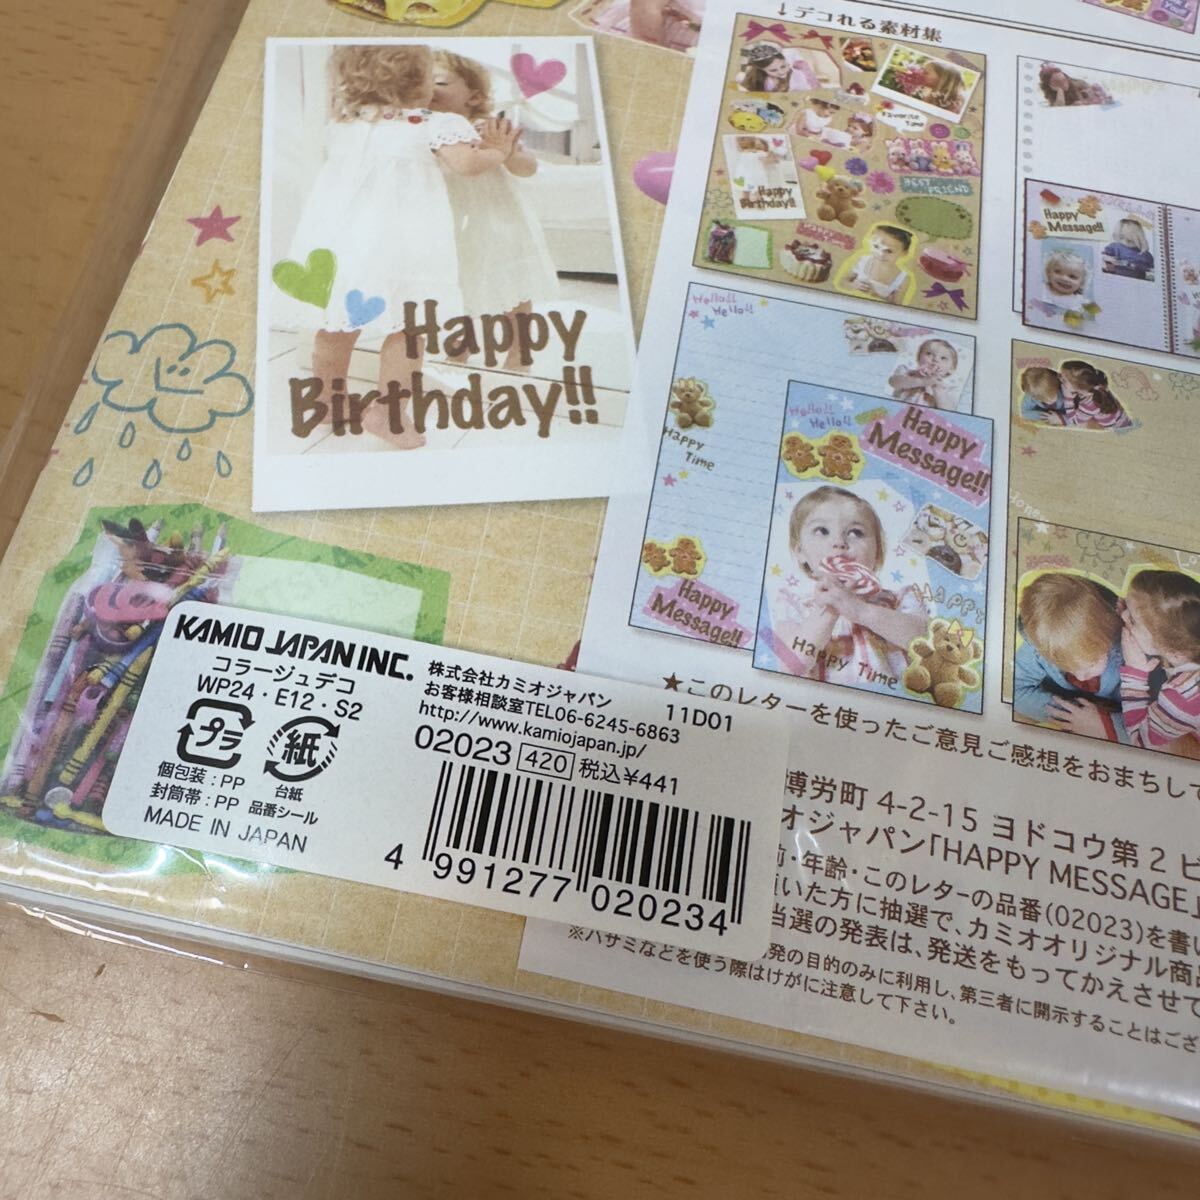 ↓デコれる素材集
Favorite Time
BEST FRIEND
Happy
Birthday!!
Happy
Message!!
Hello!!
Hello!!
Happy
Time
Happy
Message!!
Hello!!
Hello!!
Happy
Message!!
Happy
Happy Time
Happy
Birthday!!
★このレターを使ったご意見ご感想をおまちして
博労町 4-2-15 ヨドコウ第2ビ
オジャパン「HAPPY MESSAGE」
前・年齢・このレターの品番(02023)を書い
頂いた方に抽選で、カミオオリジナル商品
当選の発表は、発送をもってかえさせて
発の目的のみに利用し、第三者に開示することはござ
※ハサミなどを使う際はけがに注意して下さい。
KAMIO JAPAN INC.
コラージュデコ
WP24・E12・S2
プラ
紙
個包装:PP
封筒帯:PP
台紙
品番シール
MADE IN JAPAN
株式会社カミオジャパン
お客様相談室TEL06-6245-6863
http://www.kamiojapan.jp/
11D01
02023 420 税込¥441
4 991277 020234